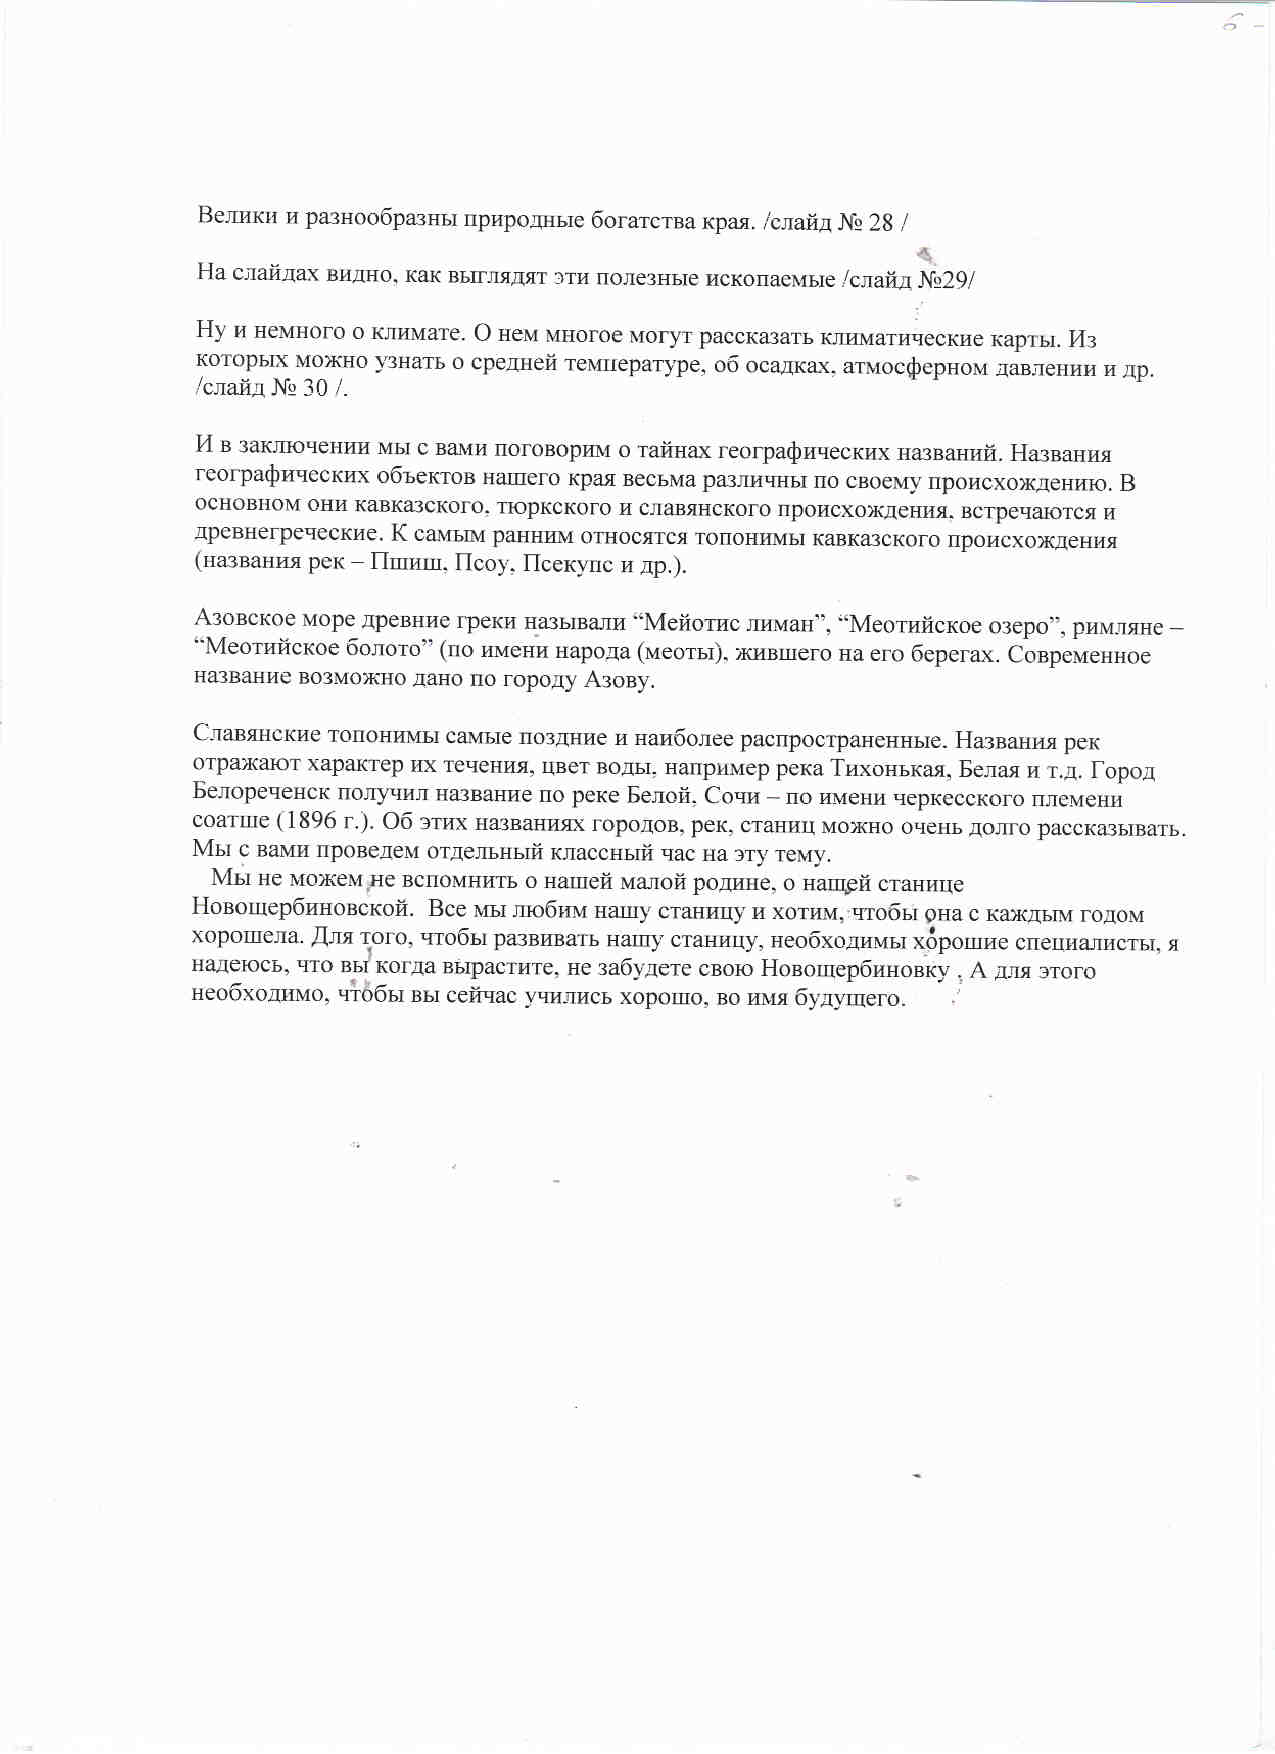 6 -
Велики и разнообразны природные богатства края. /слайд № 28 /
На слайдах видно, как выглядят эти полезные ископаемые /слайд №29/
Ну и немного о климате. О нем многое могут рассказать климатические карты. Из
которых можно узнать о средней температуре, об осадках, атмосферном давлении и др.
/слайд № 30 /.
И в заключении мы с вами поговорим о тайнах географических названий. Названия
географических объектов нашего края весьма различны по своему происхождению. В
основном они кавказского, тюркского и славянского происхождения, встречаются и
древнегреческие. К самым ранним относятся топонимы кавказского происхождения
(названия рек – Пшиш, Псоу, Псекупс и др.).
Азовское море древние греки называли “Мейотис лиман”, “Меотийское озеро”, римляне –
“Меотийское болото” (по имени народа (меоты), жившего на его берегах. Современное
название возможно дано по городу Азову.
Славянские топонимы самые поздние и наиболее распространенные. Названия рек
отражают характер их течения, цвет воды, например река Тихонькая, Белая и т.д. Город
Белореченск получил название по реке Белой, Сочи – по имени черкесского племени
соатше (1896 г.). Об этих названиях городов, рек, станиц можно очень долго рассказывать.
Мы с вами проведем отдельный классный час на эту тему.
Мы не можем не вспомнить о нашей малой родине, о нашей станице
Новощербиновской. Все мы любим нашу станицу и хотим, чтобы она с каждым годом
хорошела. Для того, чтобы развивать нашу станицу, необходимы хорошие специалисты, я
надеюсь, что вы когда вырастите, не забудете свою Новощербиновку , А для этого
необходимо, чтобы вы сейчас учились хорошо, во имя будущего.